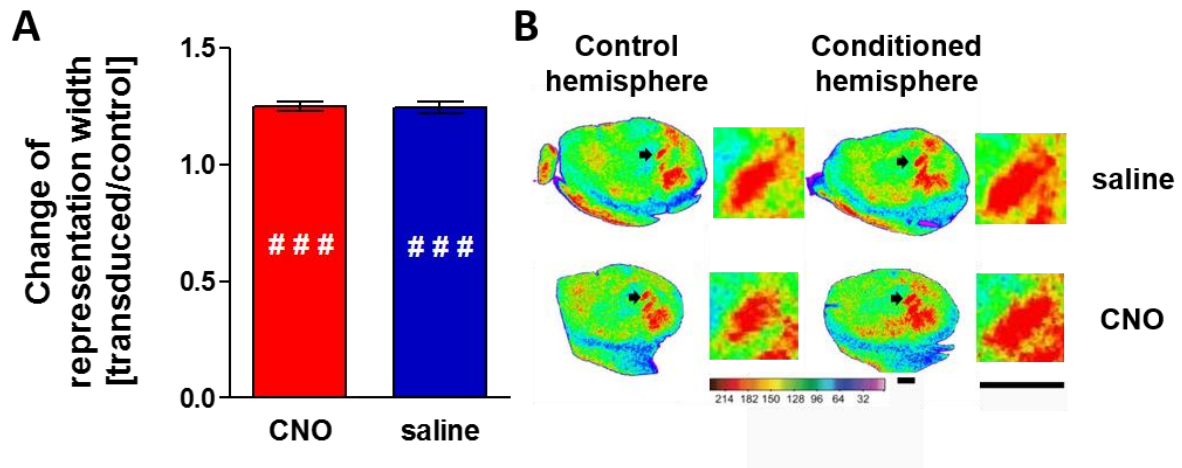 A
Change of
representation width
[transduced/control]
1.5
1.0
0.5
0.0
# # #
# # #
CNO
saline
B
Control
hemisphere
Conditioned
hemisphere
saline
CNO
214 182 150 128 96 64 32